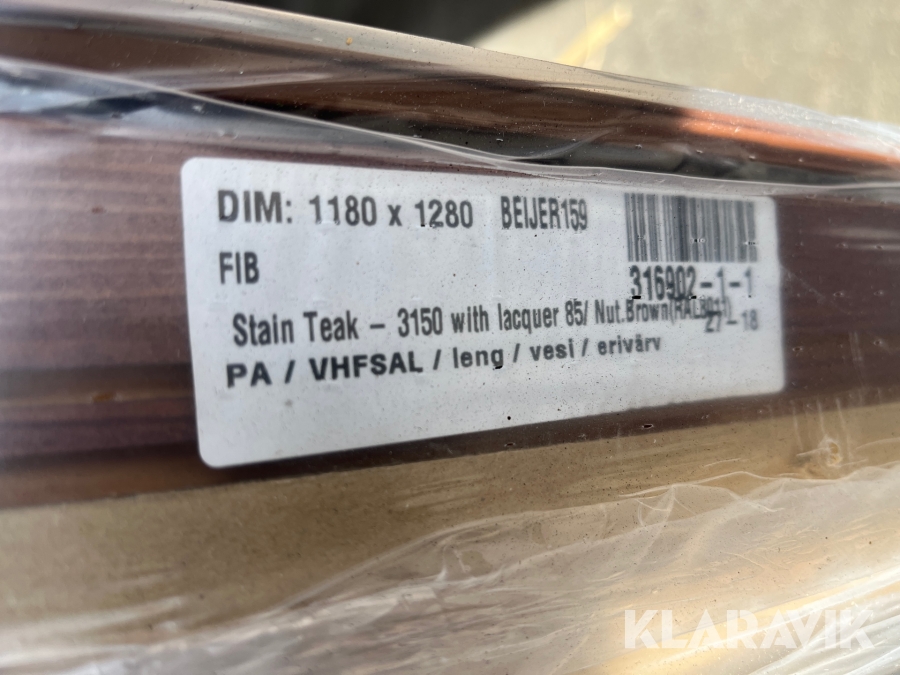 DIM: 1180 x 1280 BEIJER159
FIB
316902-1-1
Stain Teak - 3150 with lacquer 85/ Nut.Brown(RAL8011)
27-18
PA / VHFSAL / leng / vesi / erivärv
KLARAVIK